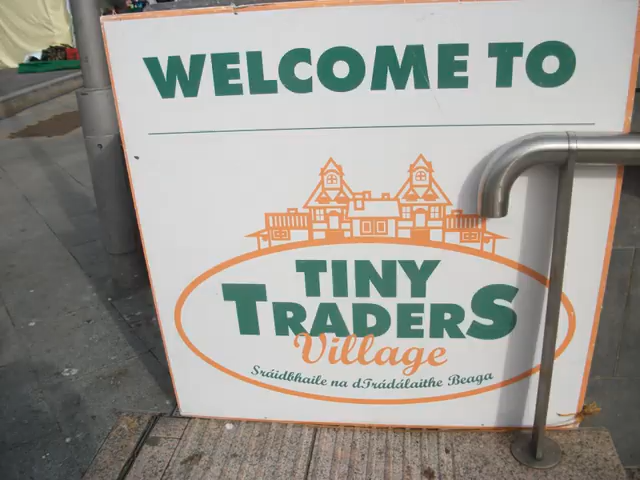 WELCOME TO
TINY
TRADERS
Village
Sráidbhaile na dTrádálaithe Beaga